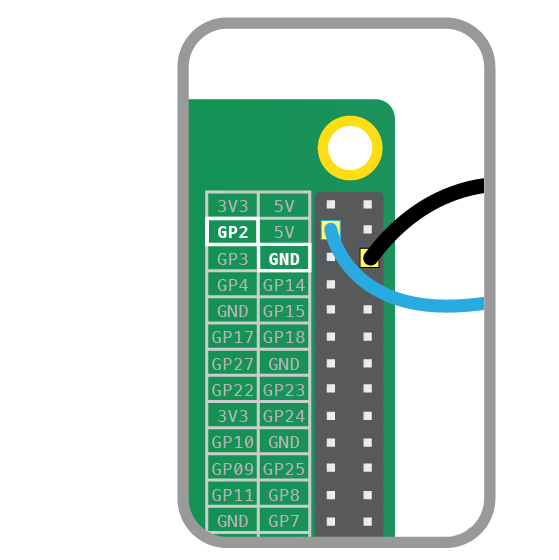 3V3 5V
GP2 5V
GP3 GND
GP4 GP14
GND GP15
GP17 GP18
GP27 GND
GP22 GP23
3V3 GP24
GP10 GND
GP09 GP25
GP11 GP8
GND GP7